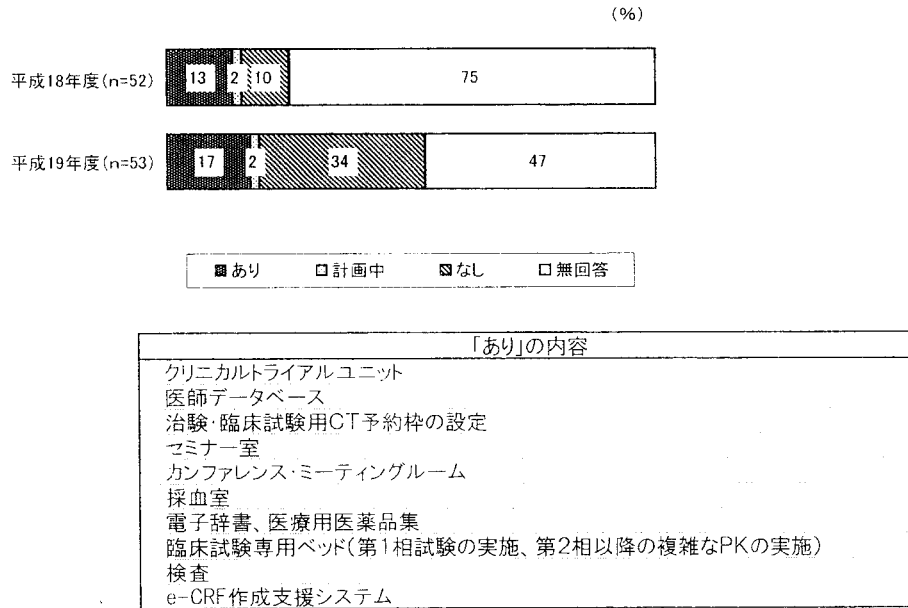 (%)
平成18年度(n=52) 13 2 10 75
平成19年度(n=53) 17 2 34 47
あり 計画中 なし 無回答
「あり」の内容
クリニカルトライアルユニット
医師データベース
治験・臨床試験用CT予約枠の設定
セミナー室
カンファレンス・ミーティングルーム
採血室
電子辞書、医療用医薬品集
臨床試験専用ベッド(第1相試験の実施、第2相以降の複雑なPKの実施)
検査
e-CRF作成支援システム